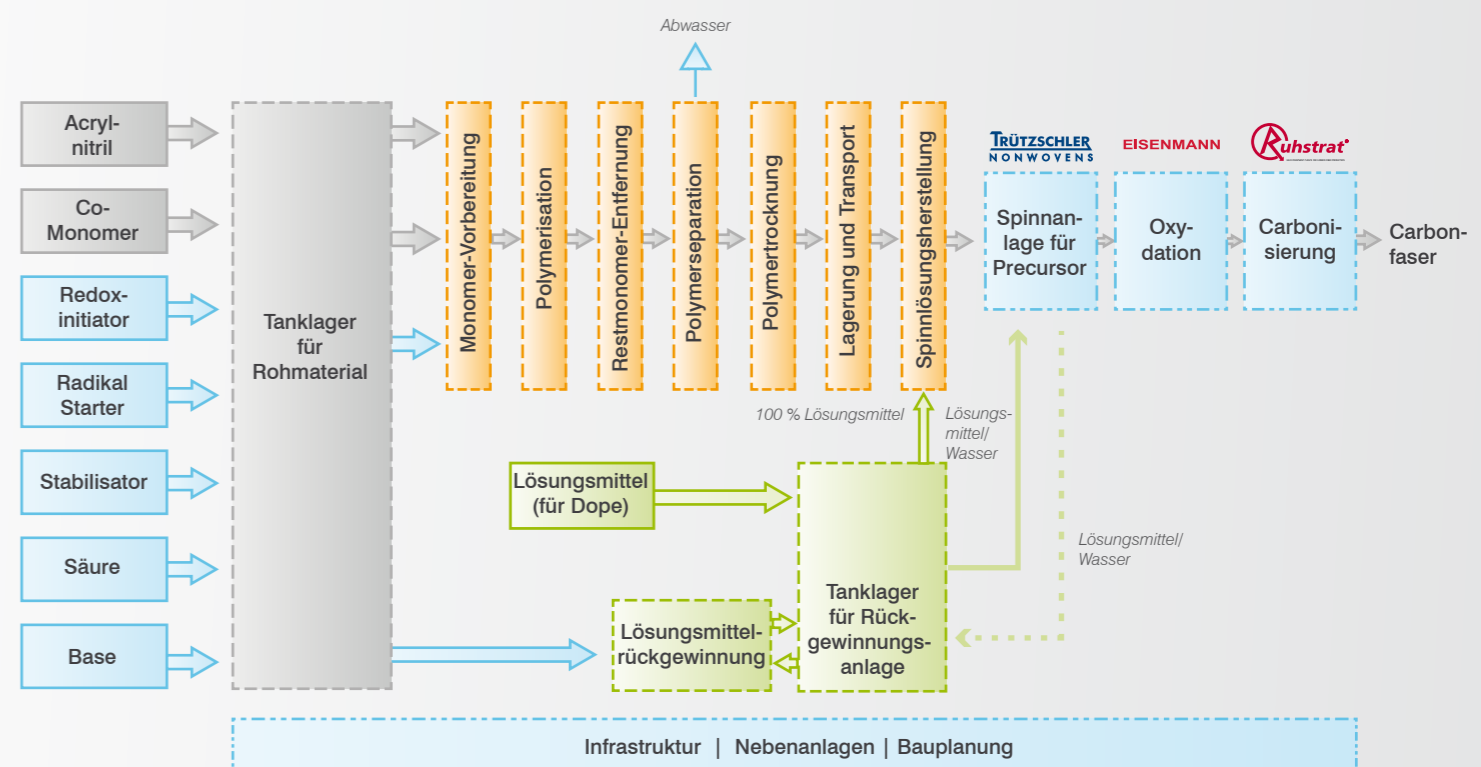 Abwasser
Acryl-
nitril
Co-
Monomer
Redox-
initiator
Radikal
Starter
Stabilisator
Säure
Base
Tanklager
für
Rohmaterial
Monomer-Vorbereitung
Polymerisation
Restmonomer-Entfernung
Polymerseparation
Polymertrocknung
Lagerung und Transport
Spinnlösungsherstellung
TRÜTZSCHLER
NONWOVENS
EISENMANN
Ruhstrat
Spinnan-
lage für
Precursor
Oxy-
dation
Carboni-
sierung
Carbon-
faser
100 % Lösungsmittel
Lösungs-
mittel/
Wasser
Lösungsmittel
(für Dope)
Lösungsmittel/
Wasser
Tanklager
für Rück-
gewinnungs-
anlage
Lösungsmittel-
rückgewinnung
Infrastruktur | Nebenanlagen | Bauplanung